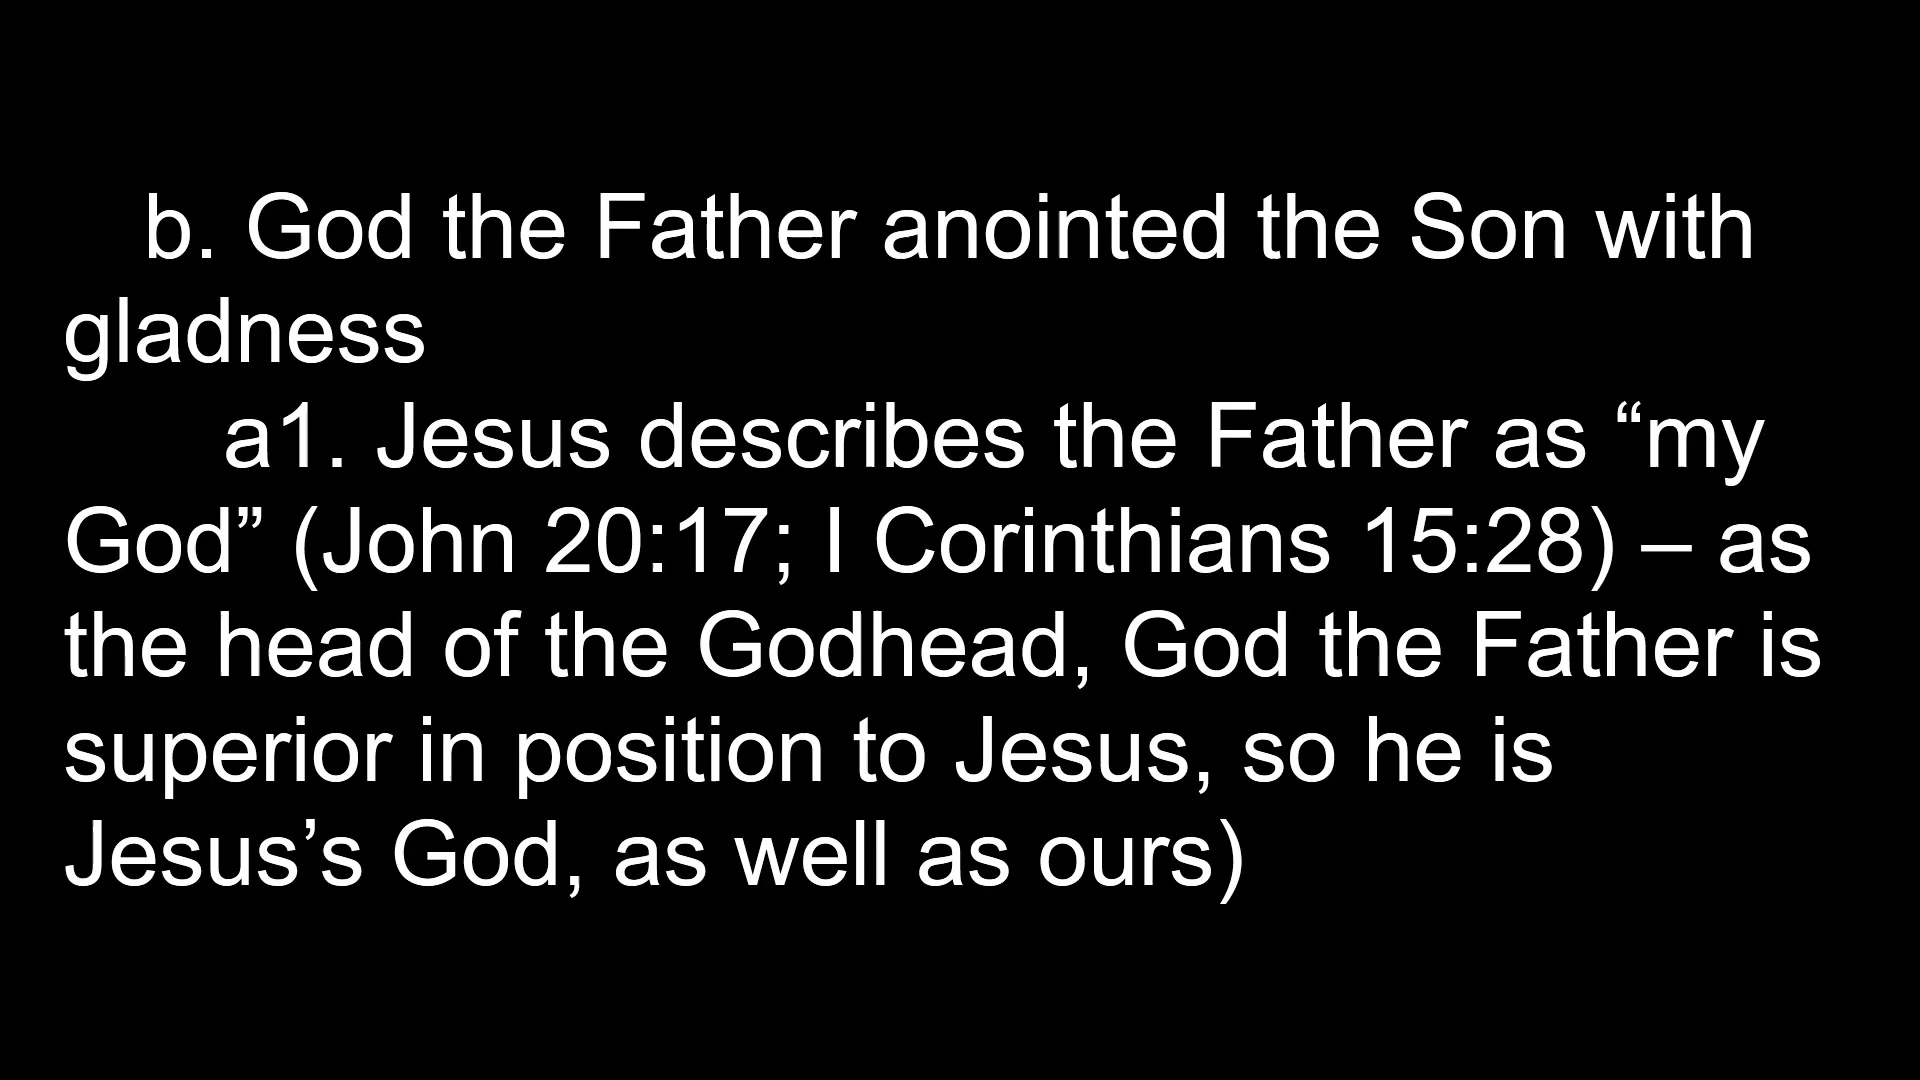 b. God the Father anointed the Son with
gladness
a1. Jesus describes the Father as “my
God” (John 20:17; I Corinthians 15:28) – as
the head of the Godhead, God the Father is
superior in position to Jesus, so he is
Jesus’s God, as well as ours)